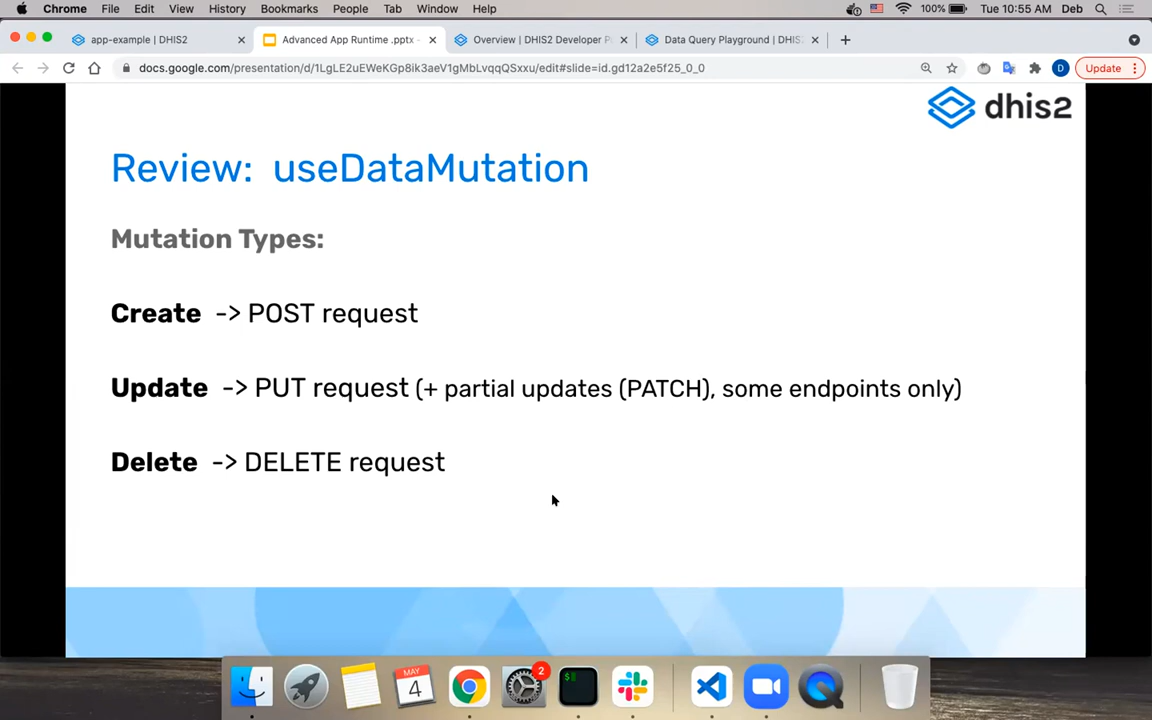 Chrome File Edit View History Bookmarks People Tab Window Help 100% Tue 10:55 AM Deb
app-example | DHIS2 Advanced App Runtime .pptx - Overview | DHIS2 Developer P Data Query Playground | DHIS
docs.google.com/presentation/d/1LgLE2uEWeKGp8ik3aeV1gMbLvqqQSxxu/edit#slide=id.gd12a2e5f25_0_0 D Update
dhis2
Review: useDataMutation
Mutation Types:
Create -> POST request
Update -> PUT request (+ partial updates (PATCH), some endpoints only)
Delete -> DELETE request
MAY
4
2
$